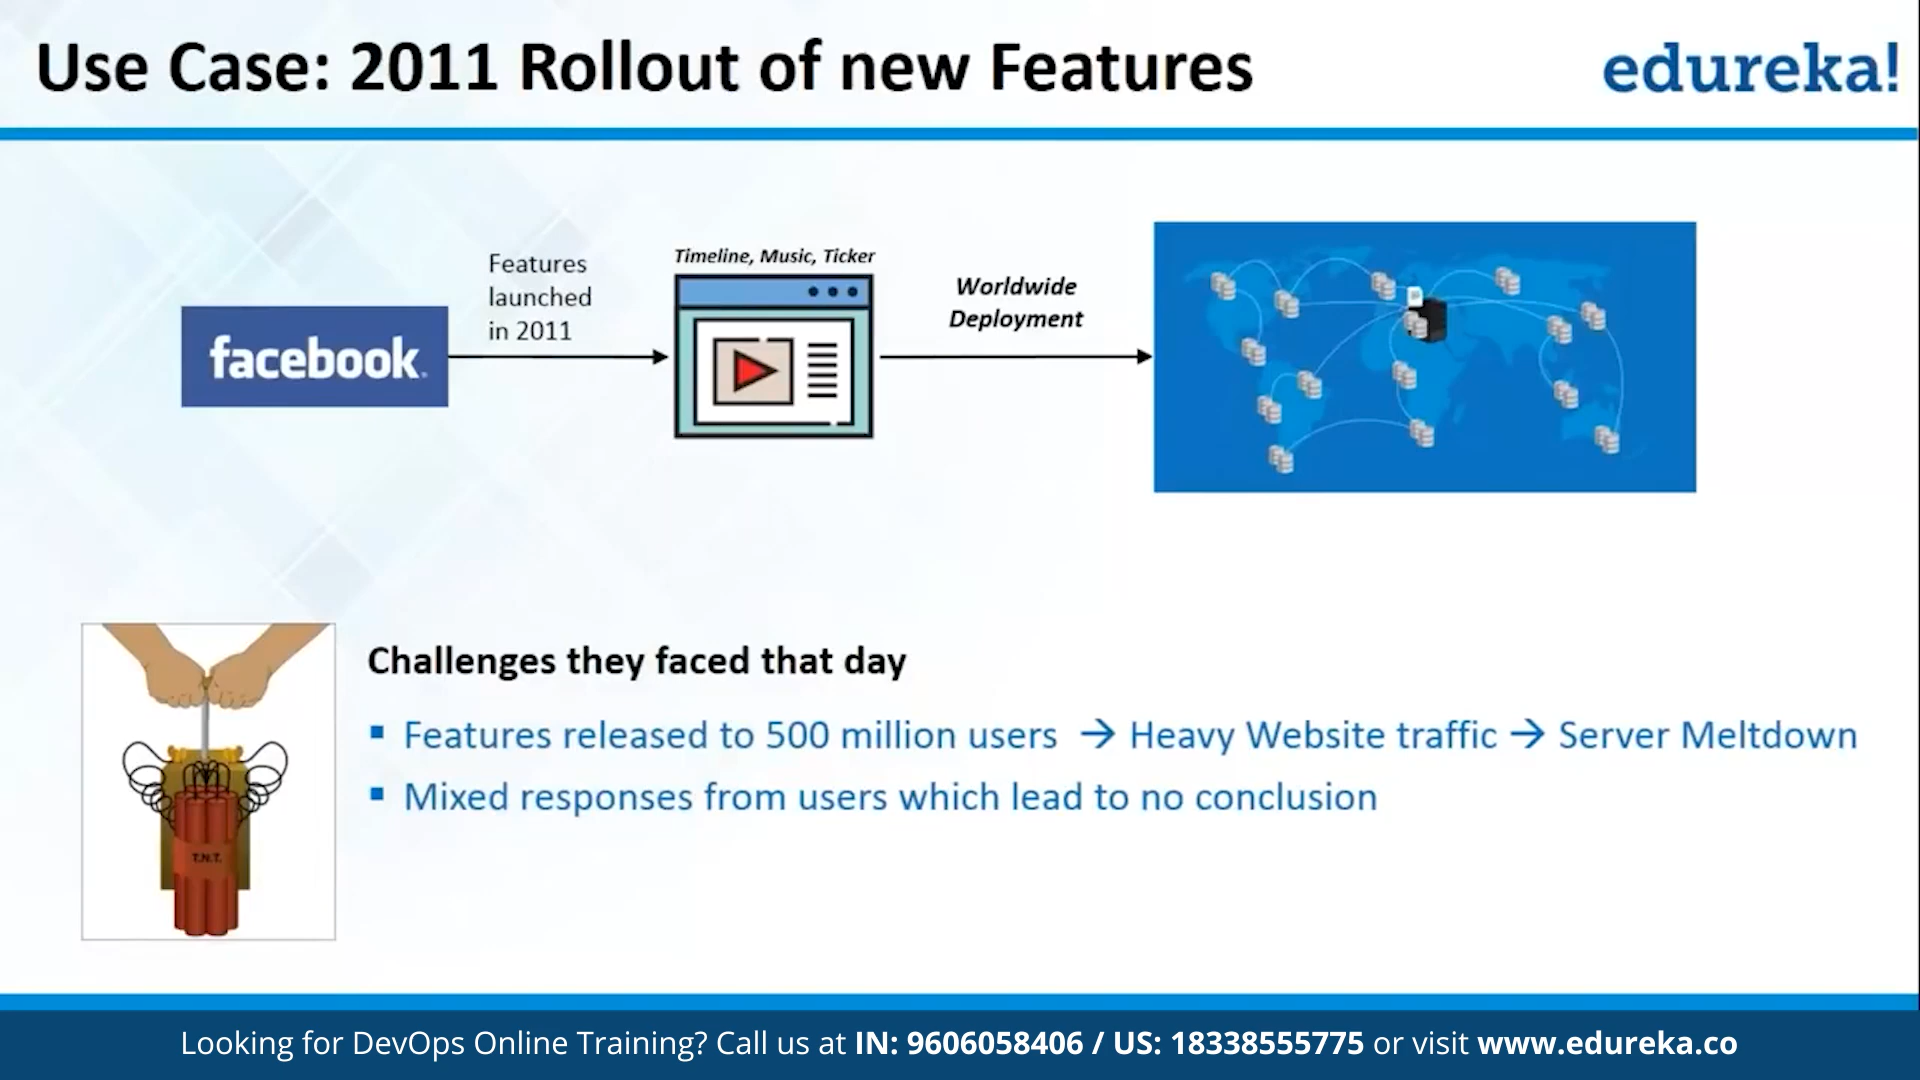 Use Case: 2011 Rollout of new Features
edureka!
Features
launched
in 2011
Timeline, Music, Ticker
Worldwide
Deployment
facebook.
Challenges they faced that day
▪ Features released to 500 million users → Heavy Website traffic → Server Meltdown
▪ Mixed responses from users which lead to no conclusion
T.N.T.
Looking for DevOps Online Training? Call us at IN: 9606058406 / US: 18338555775 or visit www.edureka.co